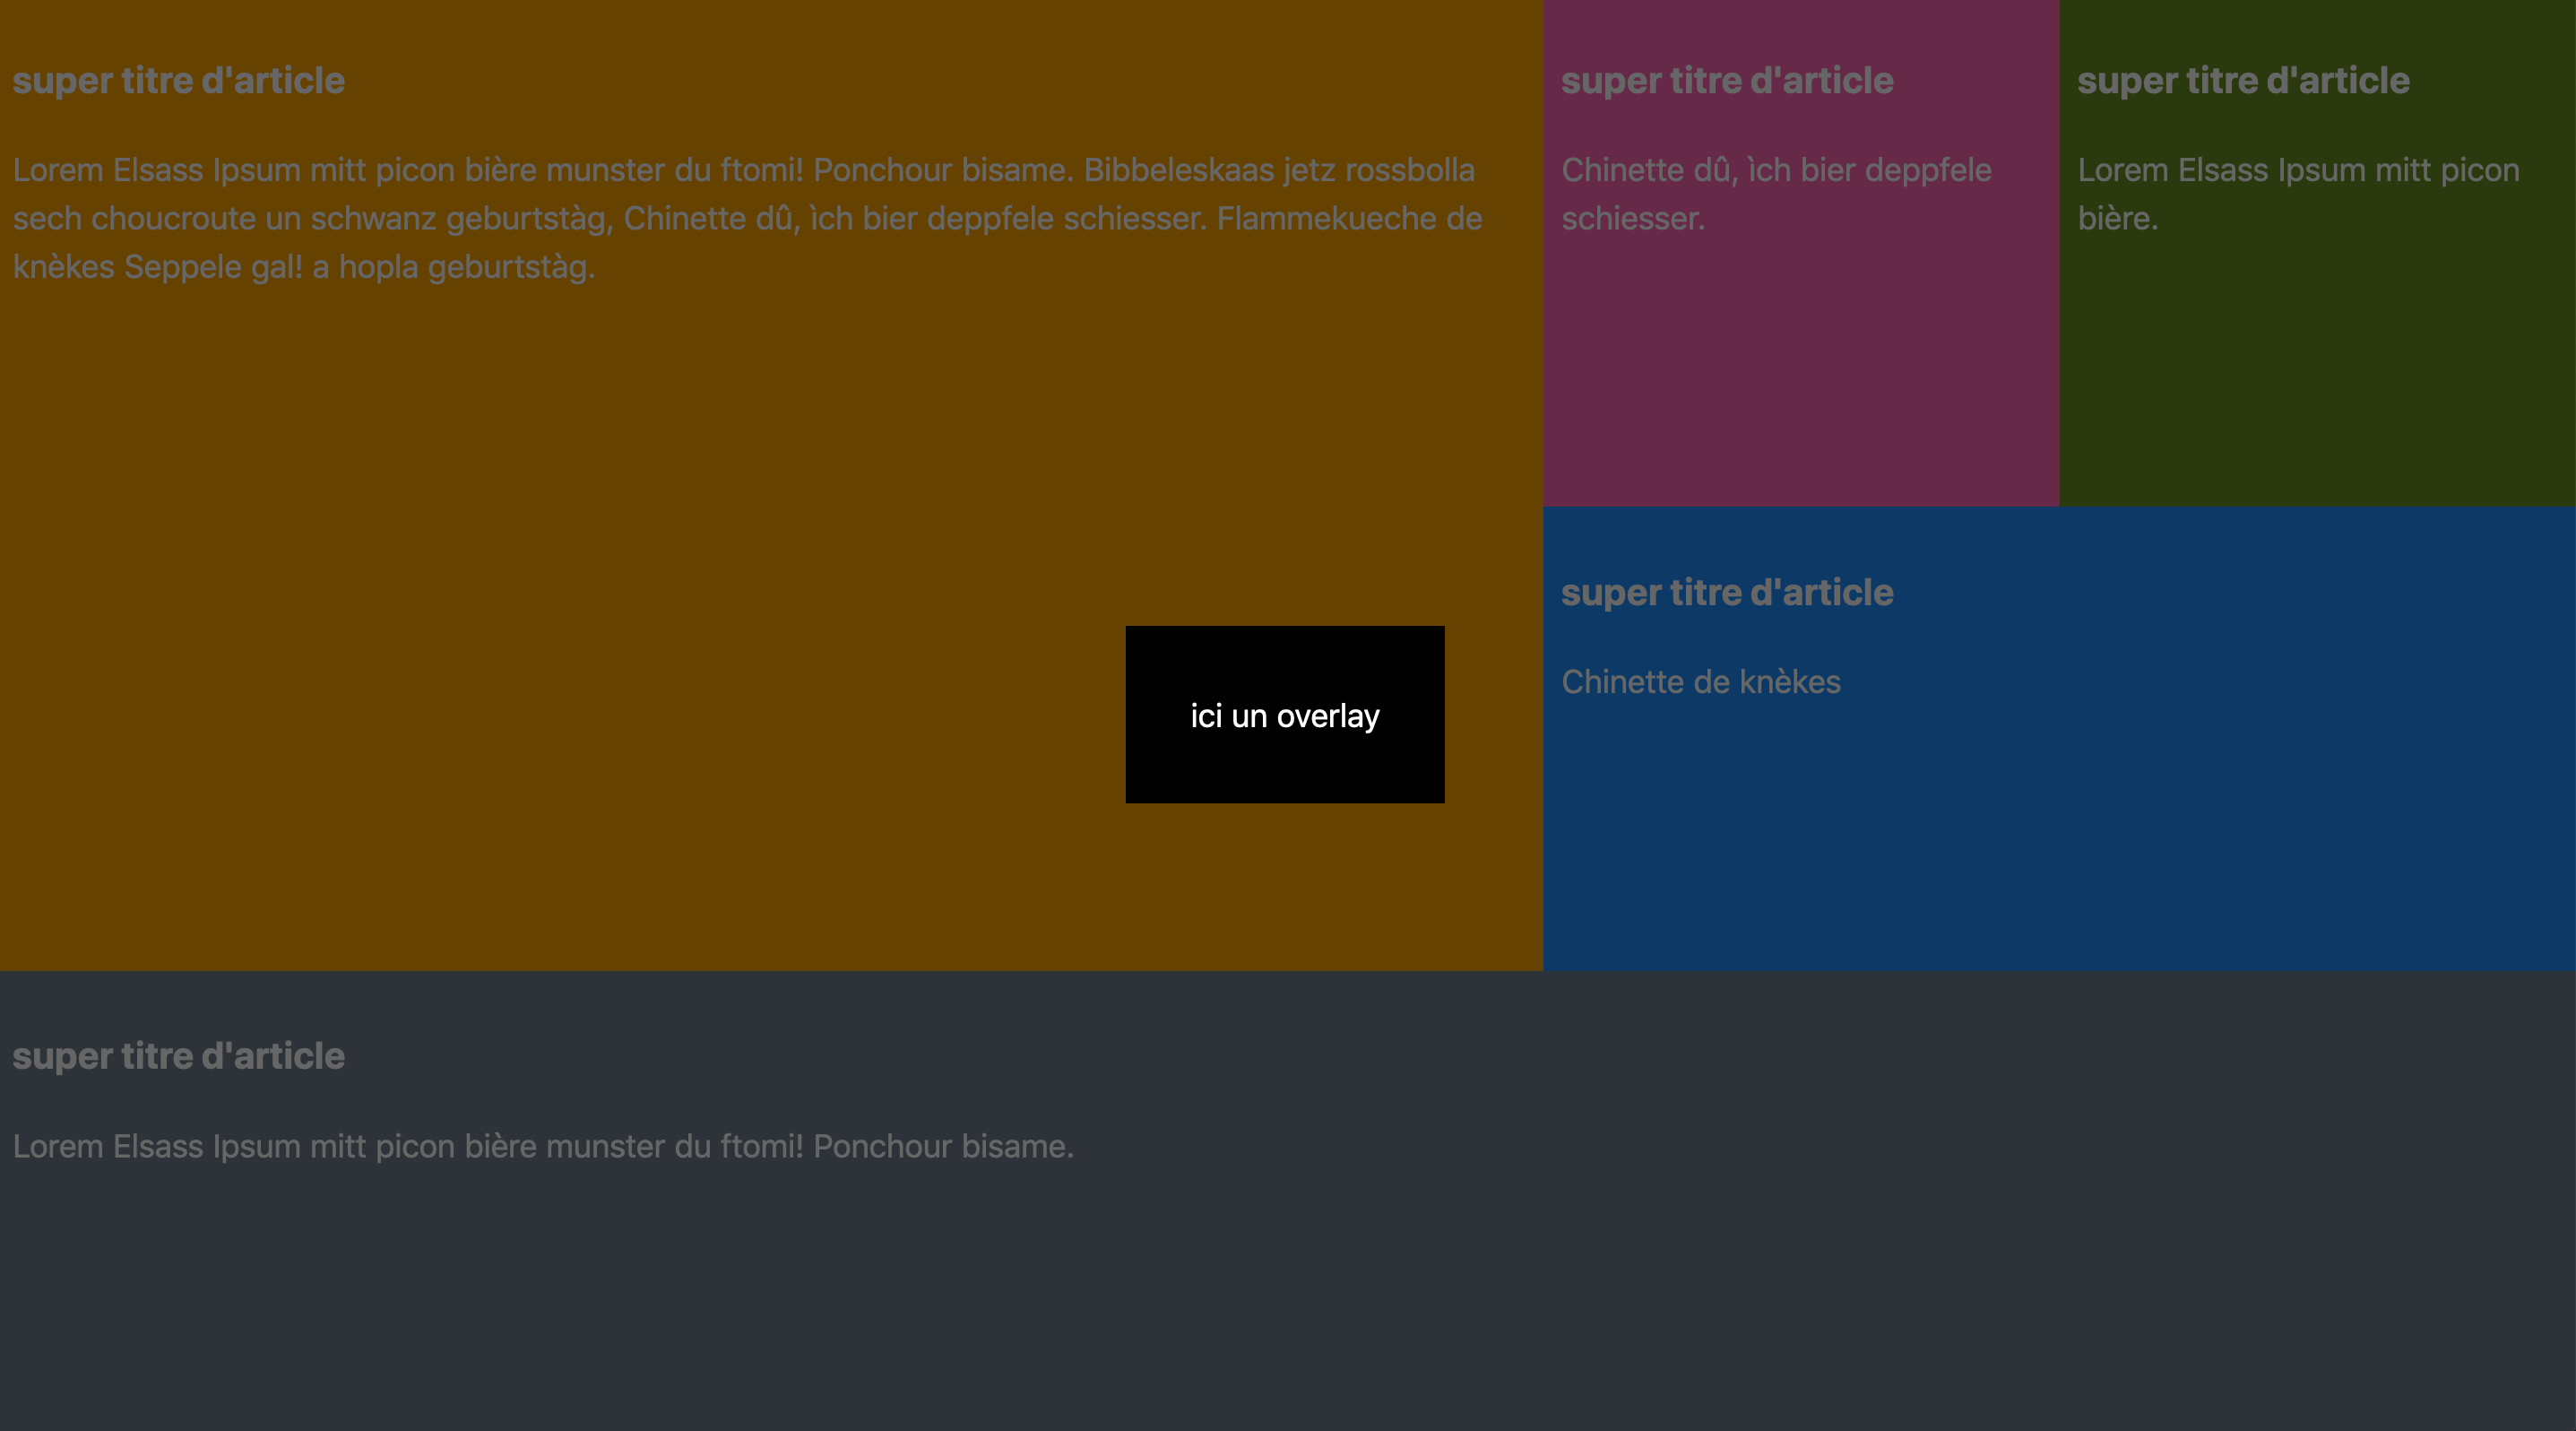 super titre d'article
Lorem Elsass Ipsum mitt picon bière munster du ftomi! Ponchour bisame. Bibbeleskaas jetz rossbolla
sech choucroute un schwanz geburtstàg, Chinette dû, ìch bier deppfele schiesser. Flammekueche de
knèkes Seppele gal! a hopla geburtstàg.
super titre d'article
Chinette dû, ìch bier deppfele
schiesser.
super titre d'article
Lorem Elsass Ipsum mitt picon
bière.
super titre d'article
Chinette de knèkes
ici un overlay
super titre d'article
Lorem Elsass Ipsum mitt picon bière munster du ftomi! Ponchour bisame.